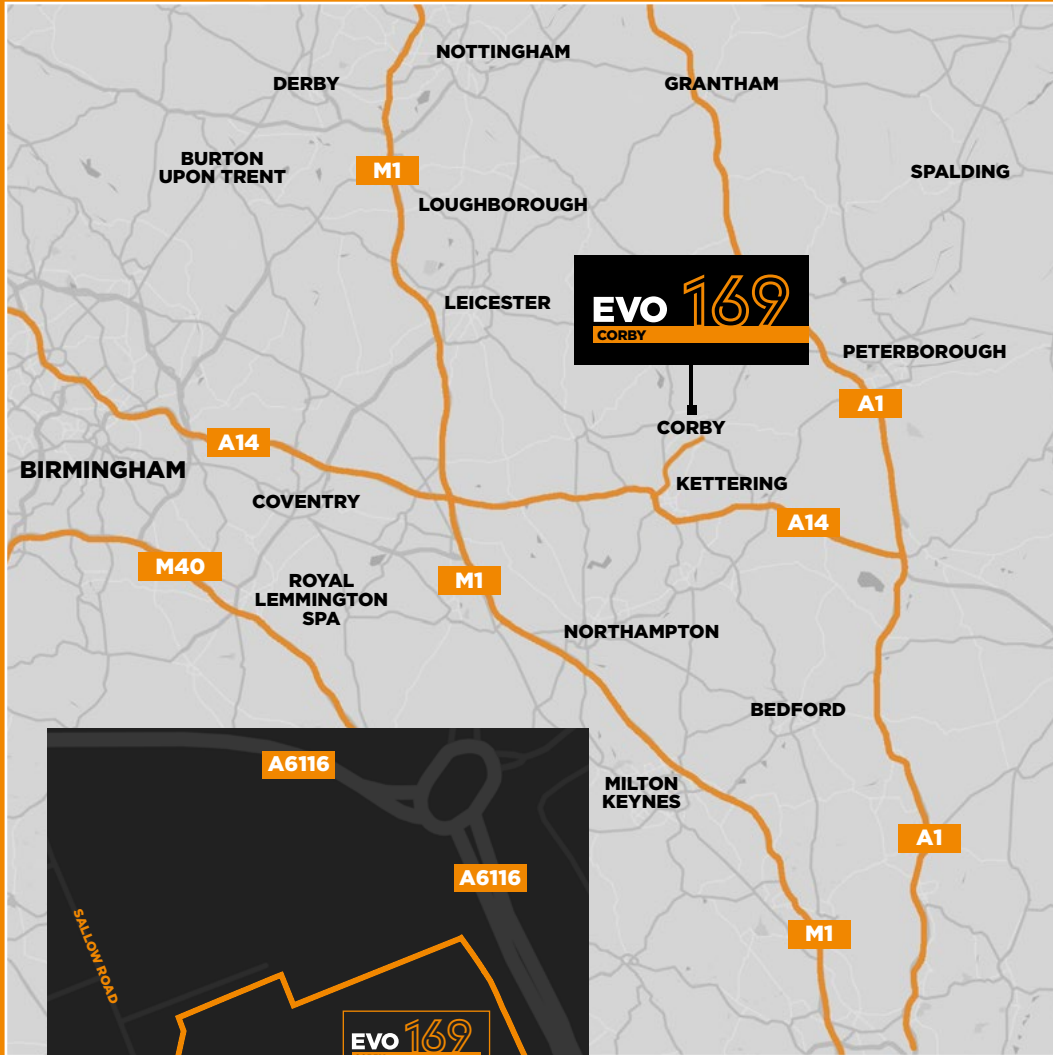 NOTTINGHAM
DERBY
GRANTHAM
BURTON
UPON TRENT
M1
SPALDING
LOUGHBOROUGH
LEICESTER
EVO 169
CORBY
PETERBOROUGH
A1
CORBY
A14
BIRMINGHAM
KETTERING
COVENTRY
A14
M40
ROYAL
LEMMINGTON
SPA
M1
NORTHAMPTON
BEDFORD
A6116
MILTON
KEYNES
A1
A6116
M1
SALLOW ROAD
EVO 169